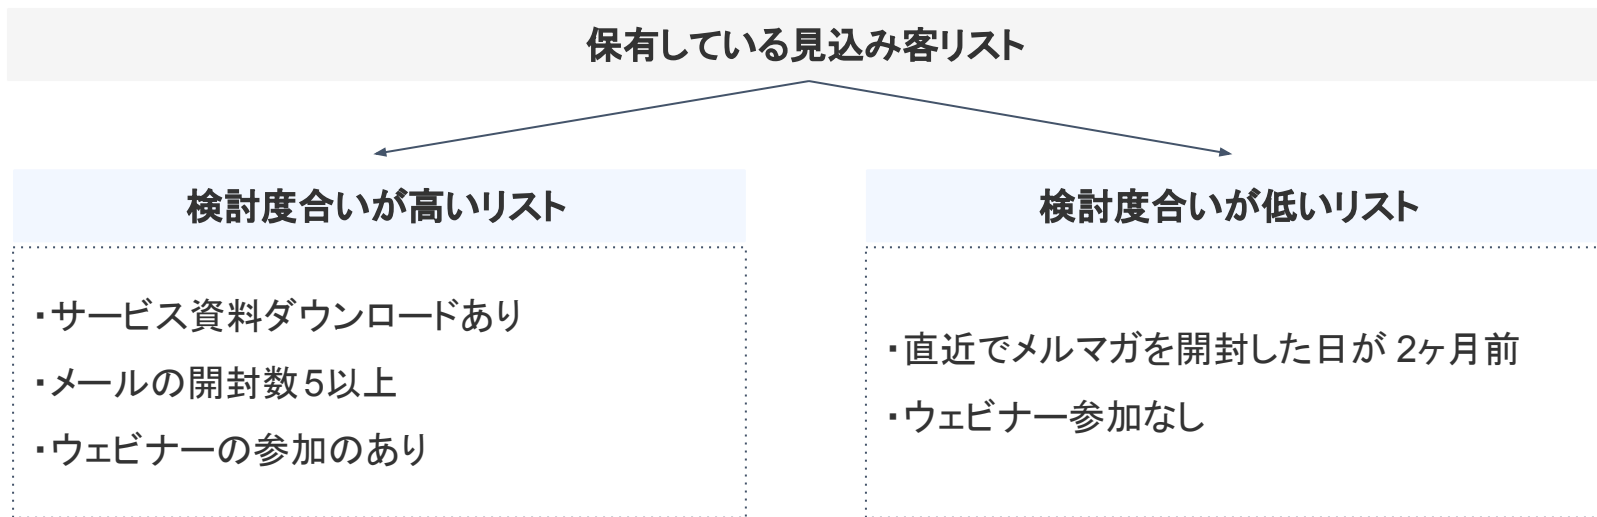 保有している見込み客リスト
検討度合いが高いリスト
・サービス資料ダウンロードあり
・メールの開封数5以上
・ウェビナーの参加のあり
検討度合いが低いリスト
・直近でメルマガを開封した日が2ヶ月前
・ウェビナー参加なし